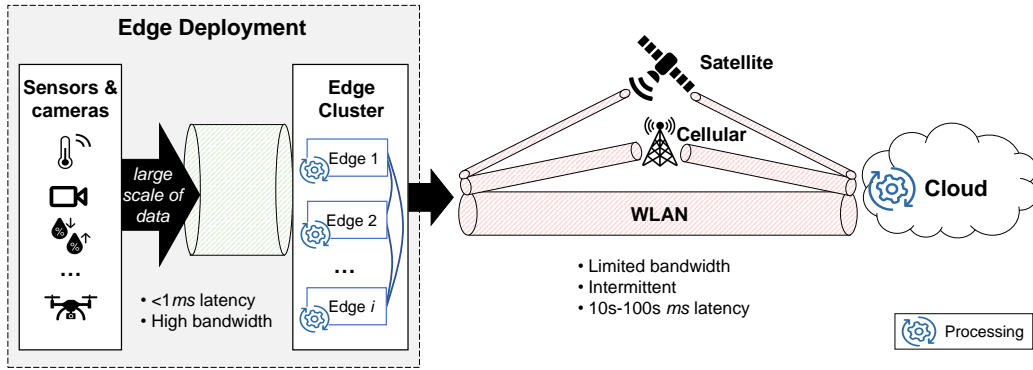 Edge Deployment
Sensors &
cameras
%
%
...
large
scale of
data
• <1ms latency
• High bandwidth
Edge
Cluster
Edge 1
Edge 2
...
Edge i
Satellite
Cellular
WLAN
• Limited bandwidth
• Intermittent
• 10s-100s ms latency
Cloud
Processing